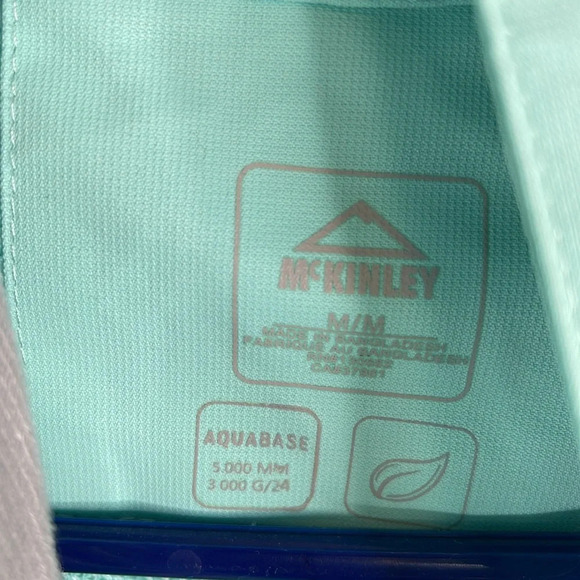 McKINLEY
M/M
MADE IN BANGLADESH
FABRIQUÉ AU BANGLADESH
AQUABASE
5.000 MM
3 000 G/24